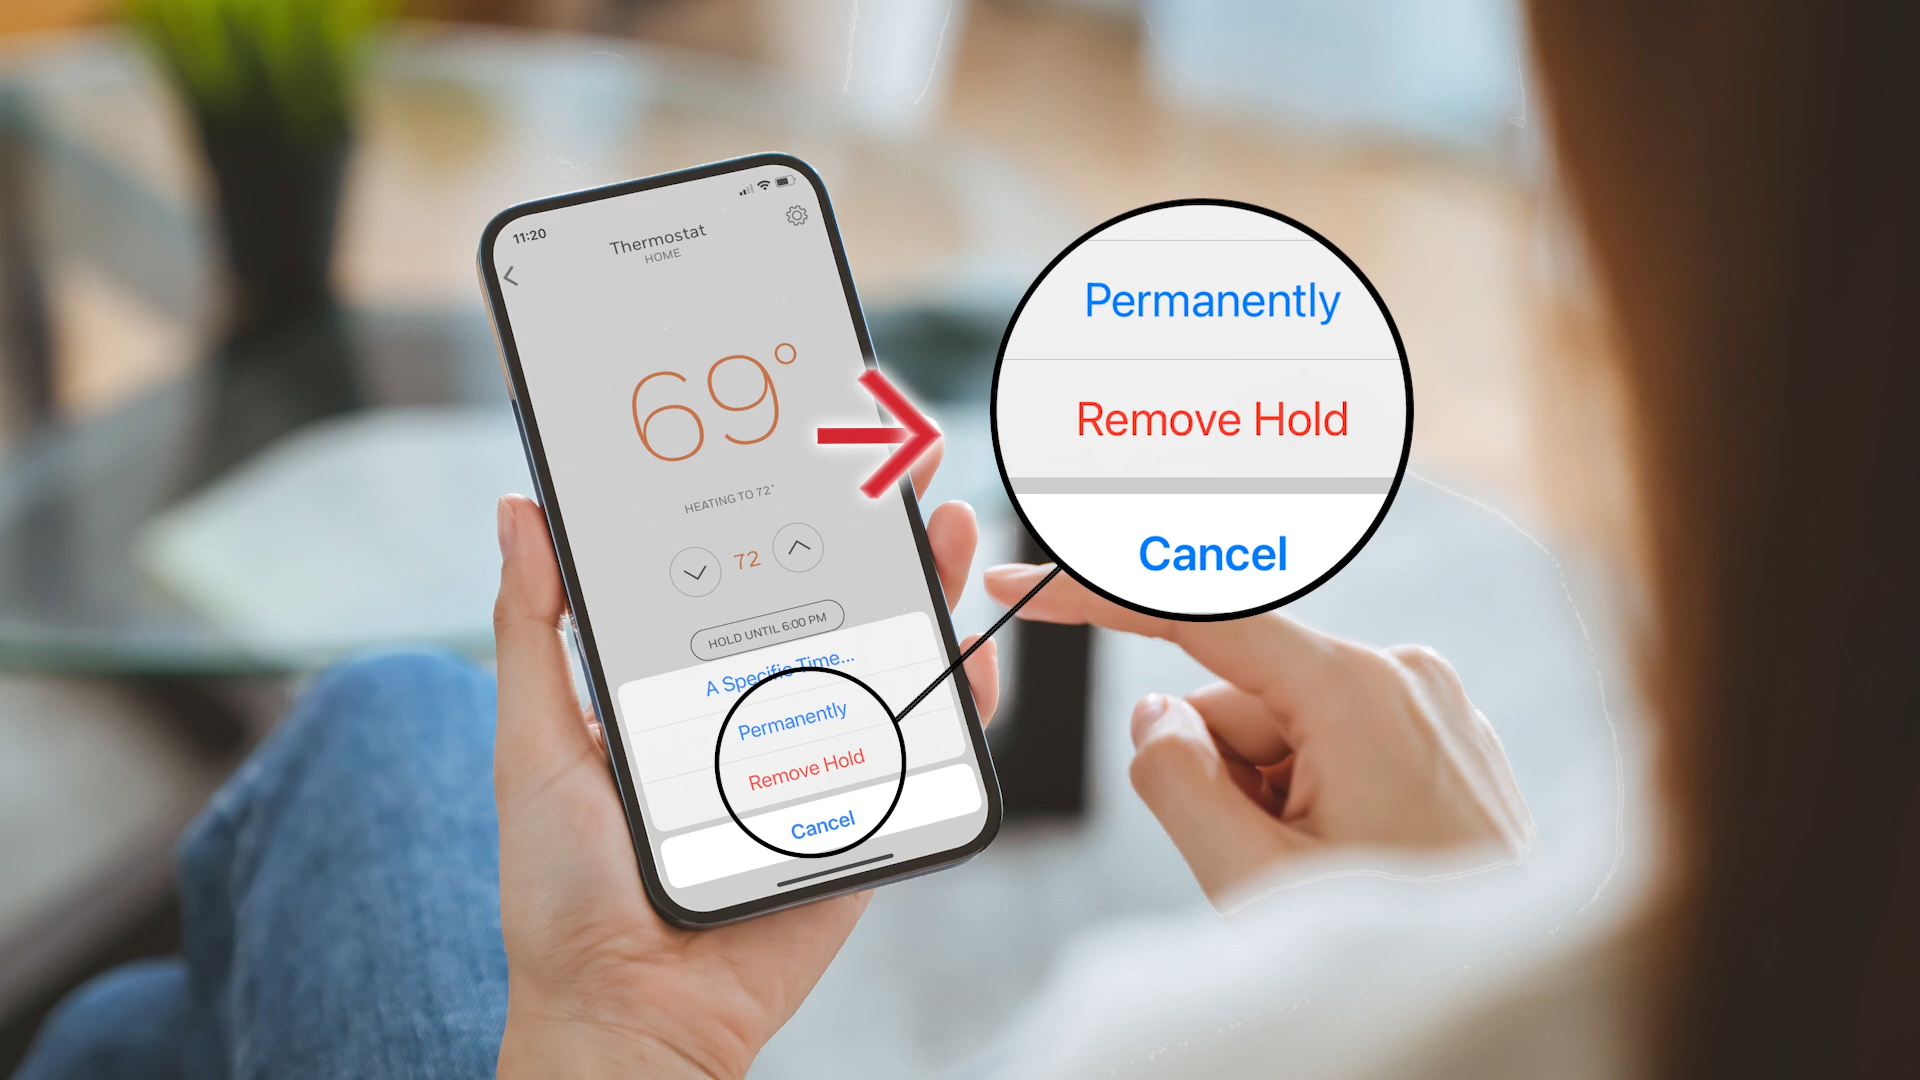 11:20
Thermostat
HOME
69°
HEATING TO 72°
72
HOLD UNTIL 6:00 PM
A Specific Time...
Permanently
Remove Hold
Cancel
Permanently
Remove Hold
Cancel